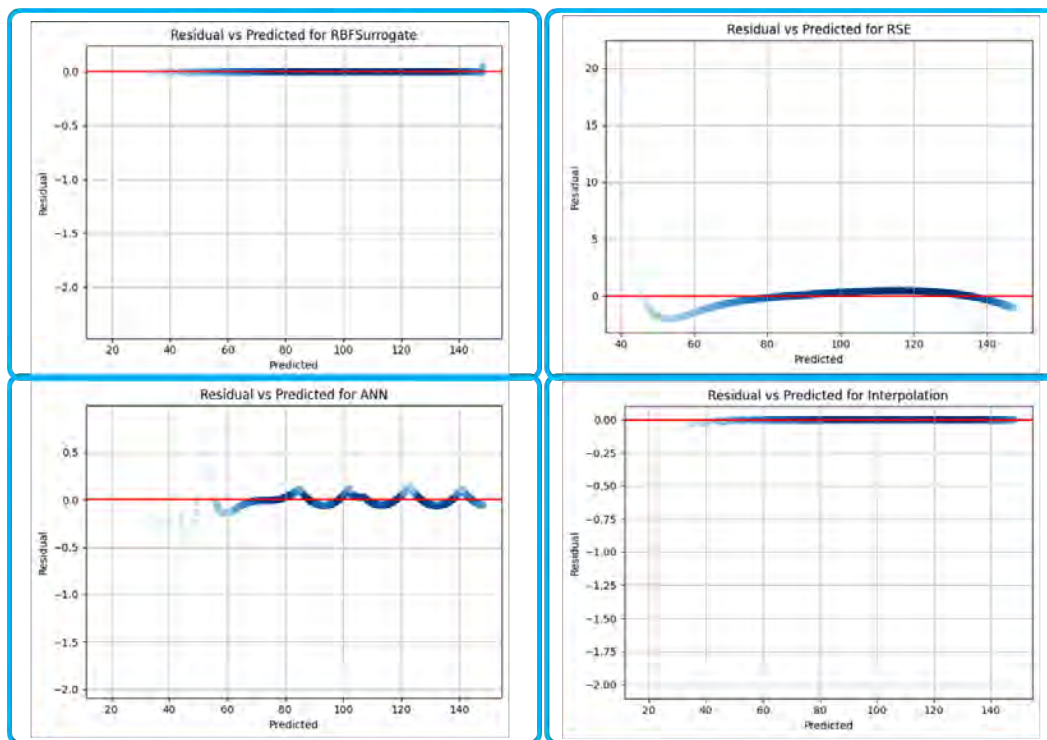 Residual vs Predicted for RBFSurrogate
0.0
−0.5
−1.0
−1.5
−2.0
Residual
20 40 60 80 100 120 140
Predicted
Residual vs Predicted for RSE
20
15
10
5
0
Residual
40 60 80 100 120 140
Predicted
Residual vs Predicted for ANN
0.5
0.0
−0.5
−1.0
−1.5
−2.0
Residual
20 40 60 80 100 120 140
Predicted
Residual vs Predicted for Interpolation
0.00
−0.25
−0.50
−0.75
−1.00
−1.25
−1.50
−1.75
−2.00
Residual
20 40 60 80 100 120 140
Predicted